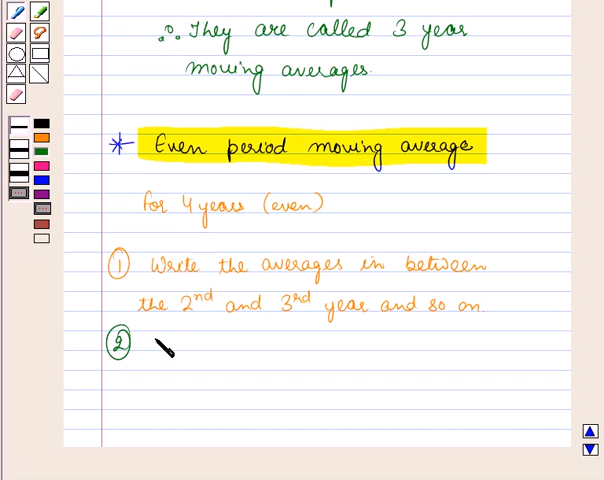 ∴ They are called 3 year
moving averages.
* Even period moving average
for 4 years (even)
① Write the averages in between
the 2nd and 3rd year and so on.
②